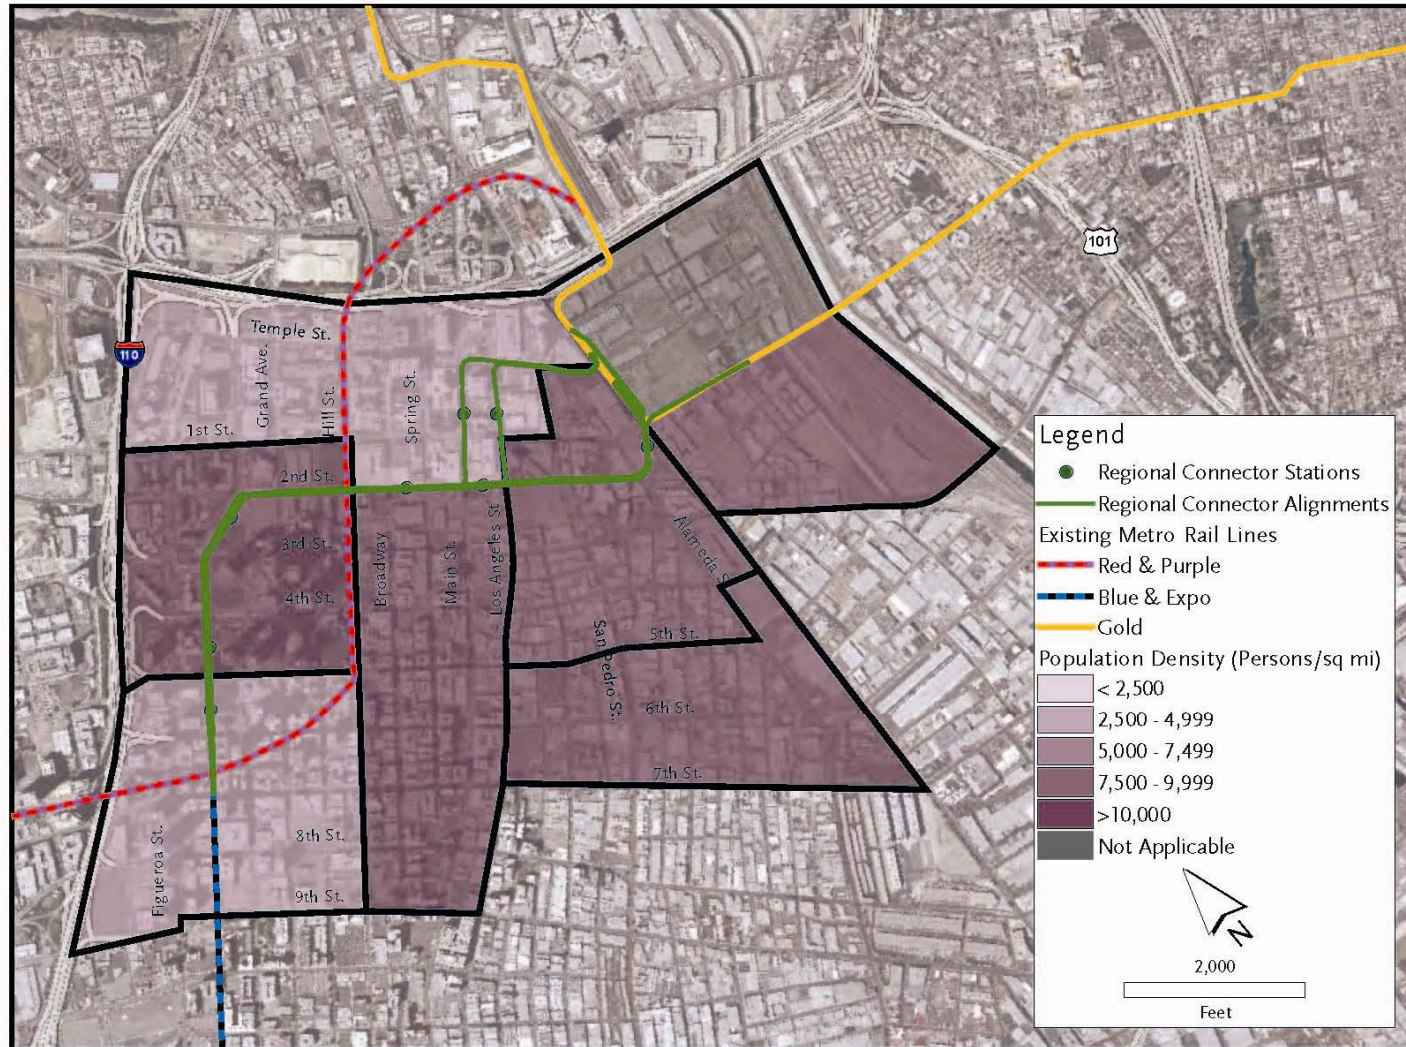 101
110
Temple St.
Grand Ave.
Hill St.
Spring St.
1st St.
2nd St.
3rd St.
4th St.
Broadway
Main St.
Los Angeles St
Alameda S
San Pedro St.
5th St.
6th St.
7th St.
8th St.
9th St.
Figueroa St.
Legend
Regional Connector Stations
Regional Connector Alignments
Existing Metro Rail Lines
Red & Purple
Blue & Expo
Gold
Population Density (Persons/sq mi)
< 2,500
2,500 - 4,999
5,000 - 7,499
7,500 - 9,999
>10,000
Not Applicable
N
2,000
Feet